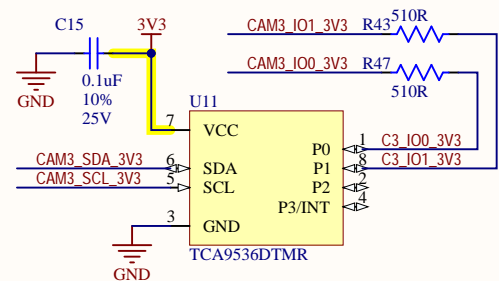 C15
3V3
CAM3_IO1_3V3
R43
510R
CAM3_IO0_3V3
R47
510R
GND
0.1uF
10%
25V
U11
7
VCC
P0
1
C3_IO0_3V3
CAM3_SDA_3V3
6
SDA
P1
8
C3_IO1_3V3
CAM3_SCL_3V3
5
SCL
P2
2
P3/INT
4
3
GND
GND
TCA9536DTMR